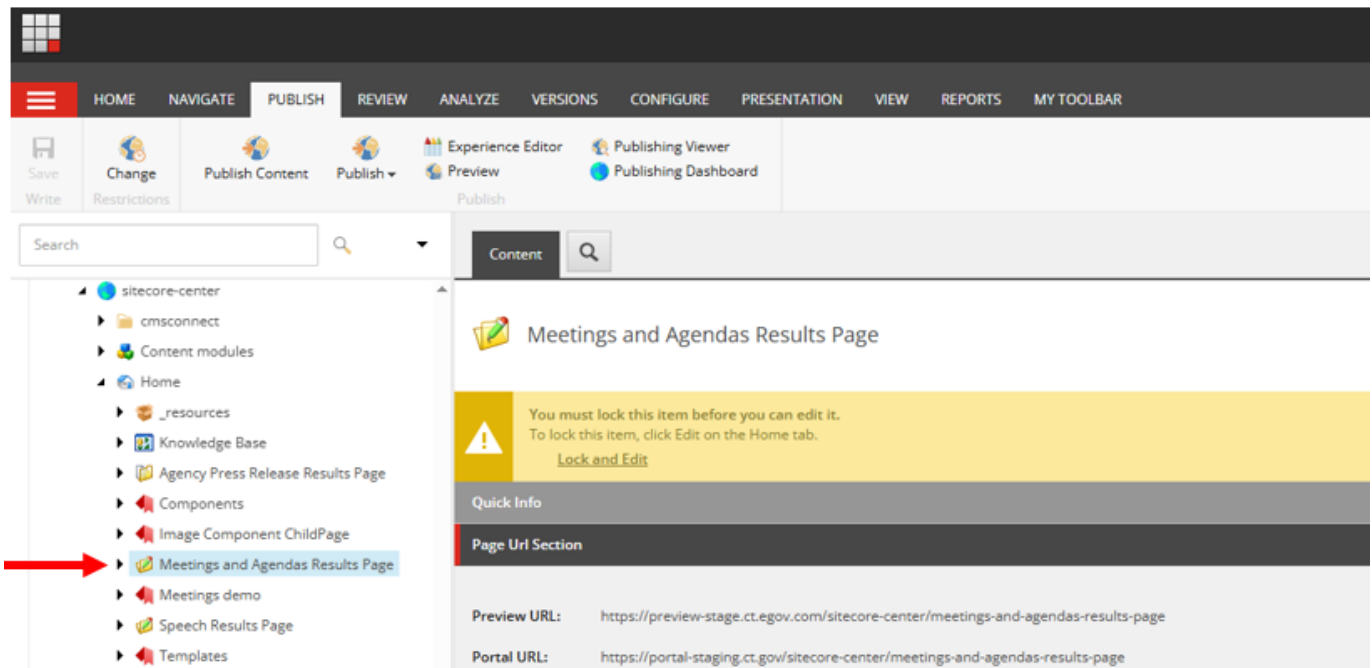 HOME NAVIGATE PUBLISH REVIEW ANALYZE VERSIONS CONFIGURE PRESENTATION VIEW REPORTS MY TOOLBAR
Save
Write
Change
Restrictions
Publish Content
Publish
Experience Editor
Preview
Publishing Viewer
Publishing Dashboard
Publish
Search
sitecore-center
cmsconnect
Content modules
Home
_resources
Knowledge Base
Agency Press Release Results Page
Components
Image Component ChildPage
Meetings and Agendas Results Page
Meetings demo
Speech Results Page
Templates
Content
Meetings and Agendas Results Page
You must lock this item before you can edit it.
To lock this item, click Edit on the Home tab.
Lock and Edit
Quick Info
Page Url Section
Preview URL: https://preview-stage.ct.egov.com/sitecore-center/meetings-and-agendas-results-page
Portal URL: https://portal-staging.ct.gov/sitecore-center/meetings-and-agendas-results-page